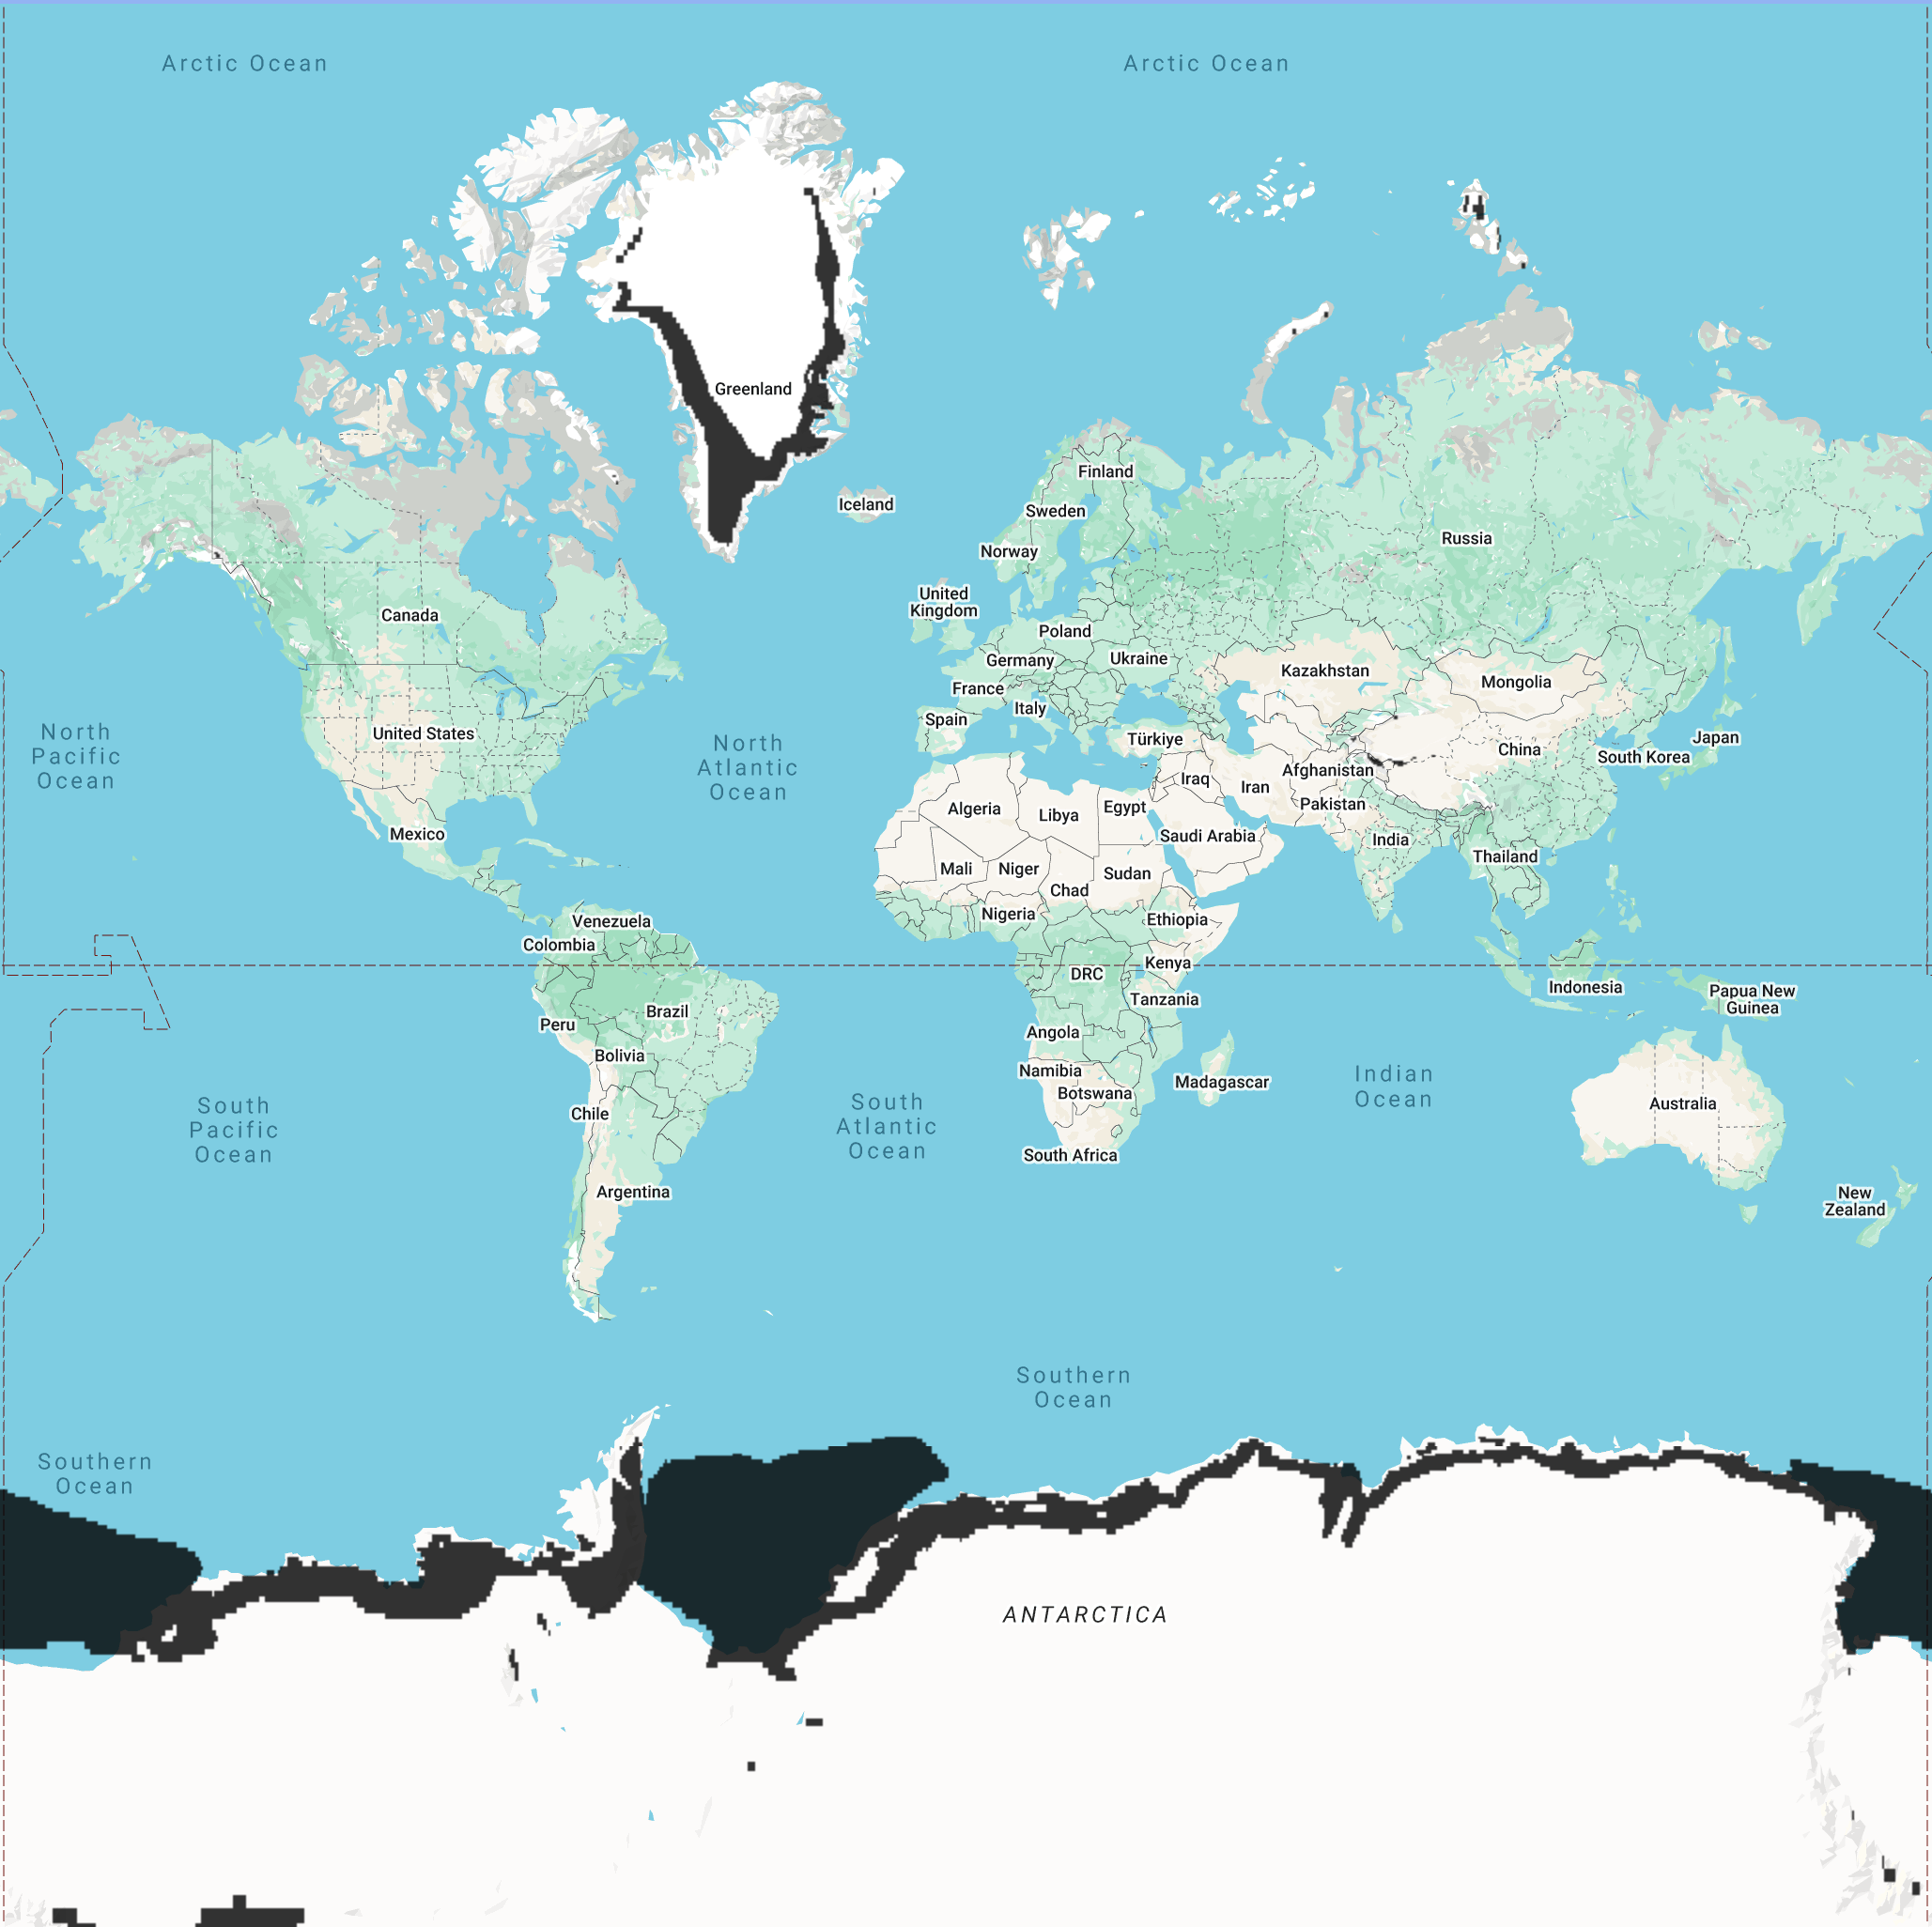 Arctic Ocean
Arctic Ocean
Greenland
Finland
Iceland
Sweden
Russia
Norway
United
Kingdom
Canada
Poland
Germany
Ukraine
Kazakhstan
Mongolia
France
Italy
Spain
United States
Türkiye
Japan
China
South Korea
North
Pacific
Ocean
North
Atlantic
Ocean
Afghanistan
Iraq
Iran
Pakistan
Algeria
Libya
Egypt
Saudi Arabia
India
Mexico
Thailand
Mali
Niger
Sudan
Chad
Nigeria
Ethiopia
Venezuela
Colombia
Kenya
DRC
Indonesia
Tanzania
Papua New
Guinea
Brazil
Peru
Angola
Bolivia
Namibia
Madagascar
Botswana
Indian
Ocean
Australia
Chile
South
Pacific
Ocean
South
Atlantic
Ocean
South Africa
Argentina
New
Zealand
Southern
Ocean
Southern
Ocean
ANTARCTICA